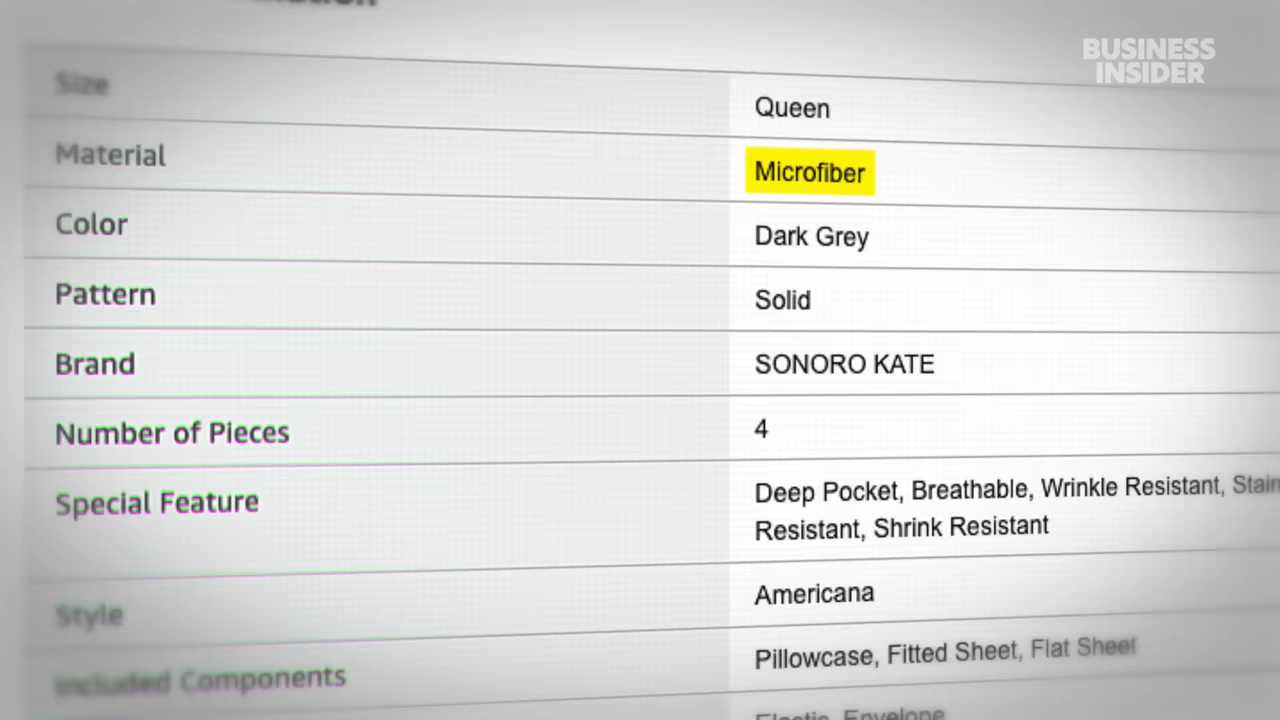 BUSINESS
INSIDER
Size
Queen
Material
Microfiber
Color
Dark Grey
Pattern
Solid
Brand
SONORO KATE
Number of Pieces
4
Special Feature
Deep Pocket, Breathable, Wrinkle Resistant, Stain
Resistant, Shrink Resistant
Style
Americana
Included Components
Pillowcase, Fitted Sheet, Flat Sheet
Elastic, Envelope